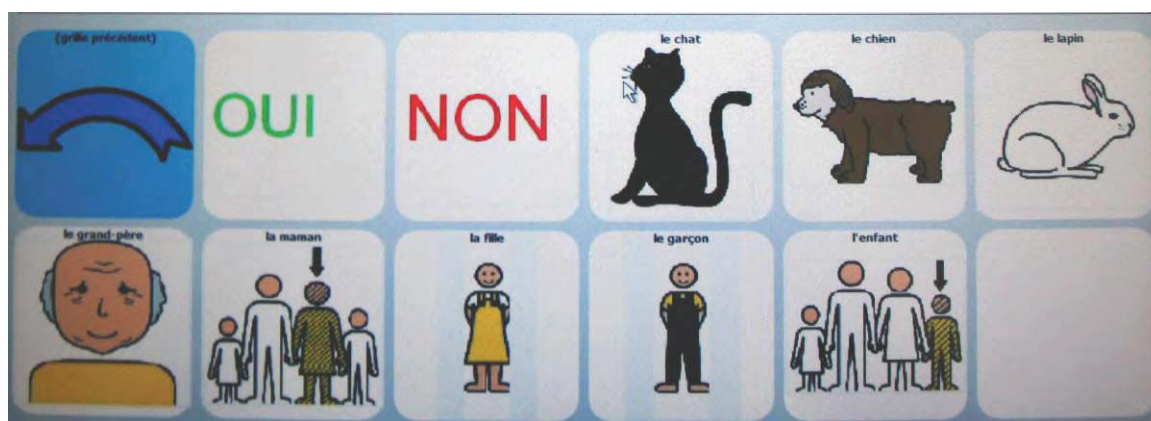 (grille précédent)
OUI
NON
le chat
le chien
le lapin
le grand-père
la maman
la fille
le garçon
l'enfant